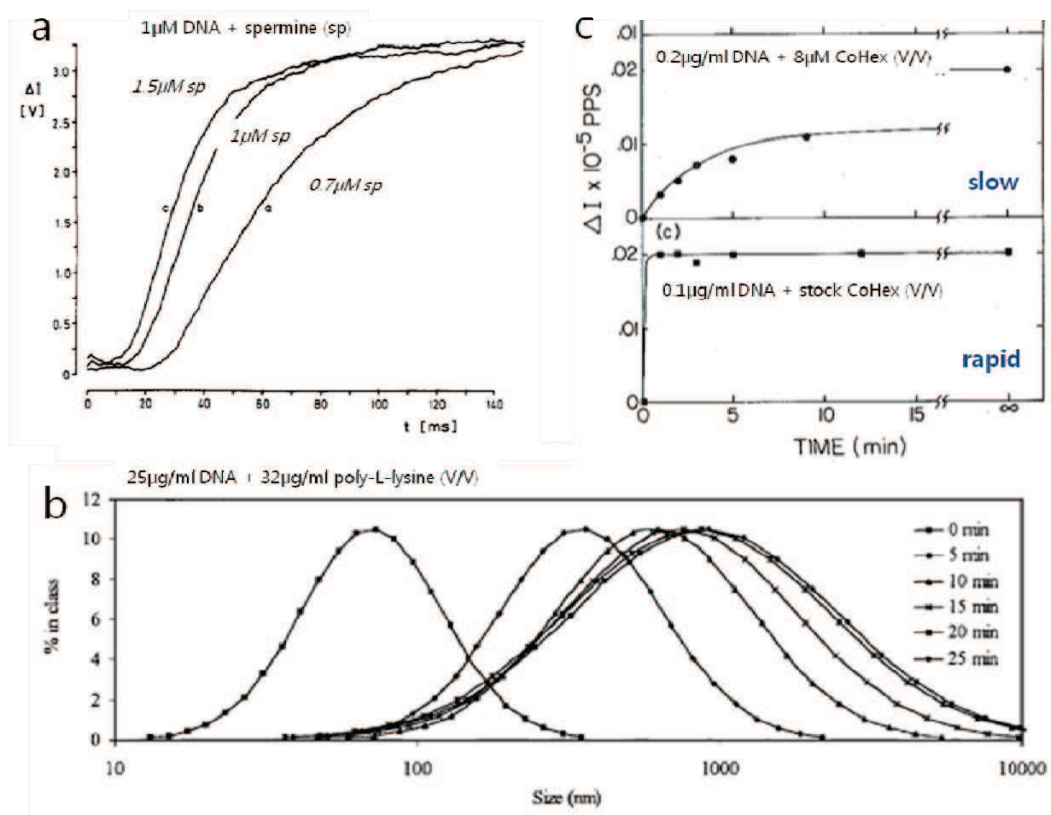 a
1µM DNA + spermine (sp)
ΔI
[V]
3.0
2.5
2.0
1.5
1.0
0.5
0
1.5µM sp
1µM sp
0.7µM sp
c
b
a
0
20
40
60
80
100
120
140
t [ms]
c
.01
0.2µg/ml DNA + 8µM CoHex (V/V)
.02
.01
0
slow
ΔI x 10⁻⁵ PPS
(c)
.02
0.1µg/ml DNA + stock CoHex (V/V)
.01
rapid
0
0
5
10
15
∞
TIME (min)
25µg/ml DNA + 32µg/ml poly-L-lysine (V/V)
b
12
10
8
6
4
2
0
% in class
0 min
5 min
10 min
15 min
20 min
25 min
10
100
1000
10000
Size (nm)